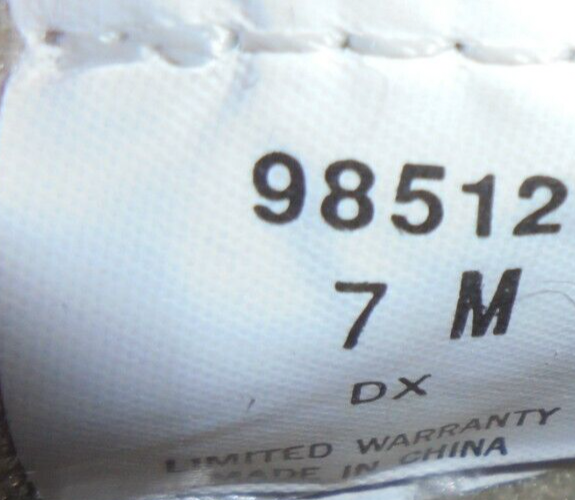 98512
7 M
DX
LIMITED WARRANTY
MADE IN CHINA